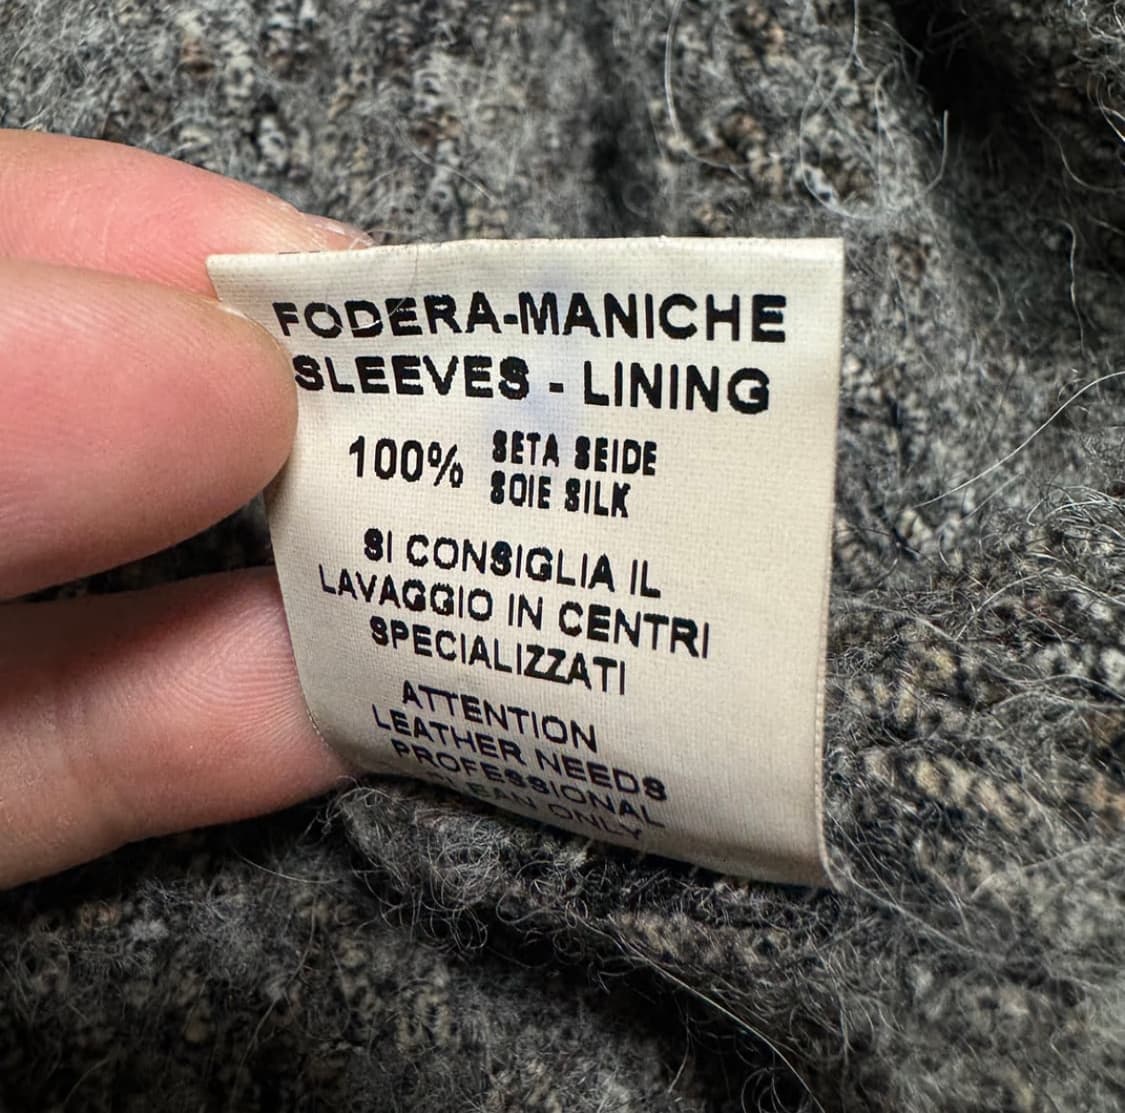 FODERA-MANICHE
SLEEVES - LINING
100% SETA SEIDE
SOIE SILK
SI CONSIGLIA IL
LAVAGGIO IN CENTRI
SPECIALIZZATI
ATTENTION
LEATHER NEEDS
PROFESSIONAL
ONLY